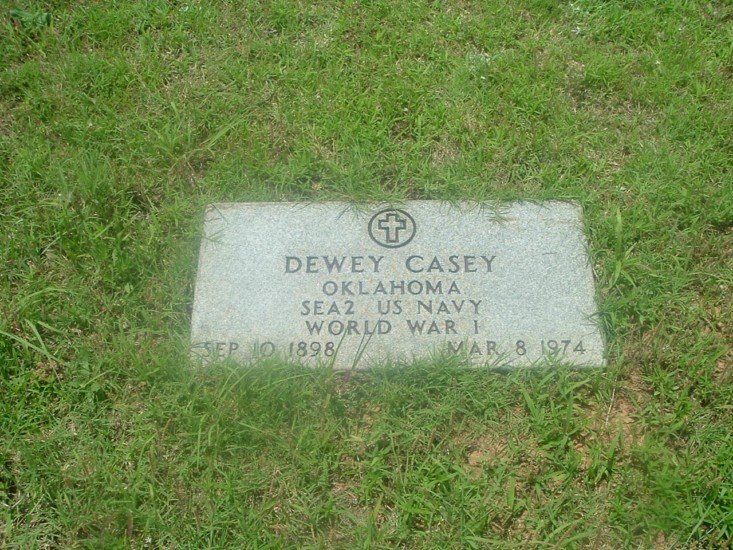 DEWEY CASEY
OKLAHOMA
SEA2 US NAVY
WORLD WAR I
SEP 10 1898 MAR 8 1974